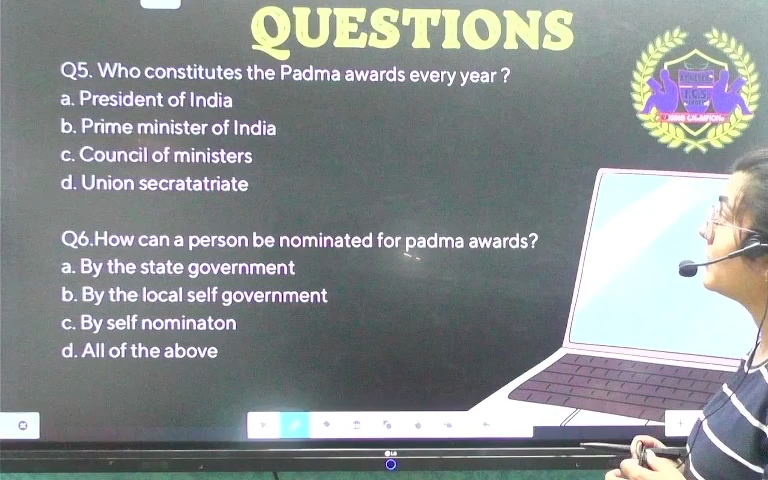 QUESTIONS
Q5. Who constitutes the Padma awards every year ?
a. President of India
b. Prime minister of India
c. Council of ministers
d. Union secratatriate
Q6.How can a person be nominated for padma awards?
a. By the state government
b. By the local self government
c. By self nominaton
d. All of the above
LG